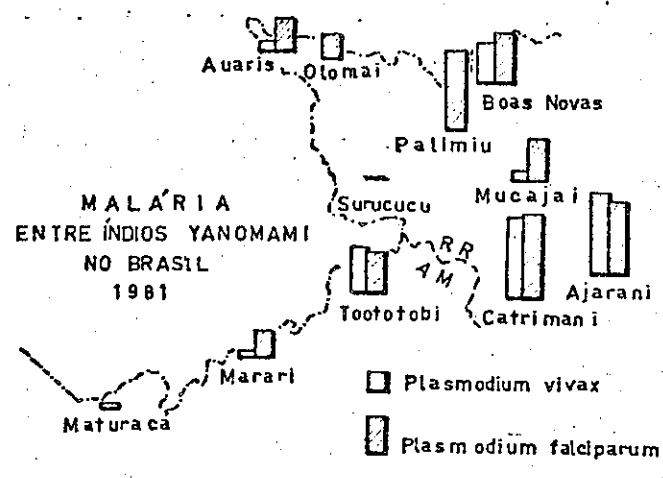 Auaris
Olomai
Boas Novas
Palimiu
Mucajai
Surucucu
MALÁRIA
ENTRE ÍNDIOS YANOMAMI
NO BRASIL
1981
RR
AM
Ajarani
Toototobi
Catrimani
Marari
Maturaca
Plasmodium vivax
Plasmodium falciparum